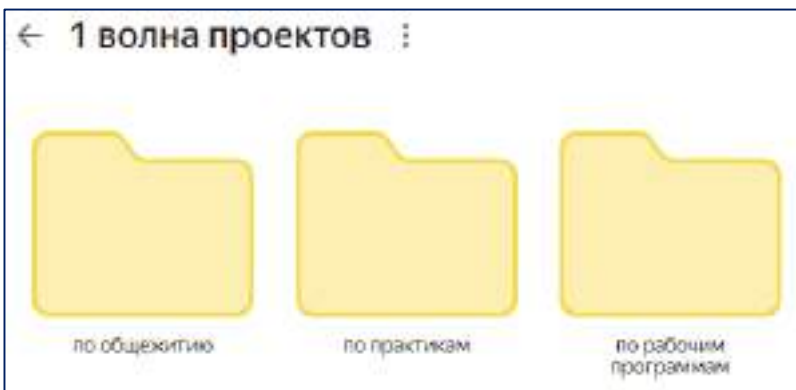 ← 1 волна проектов ⋮
по общежитию
по практикам
по рабочим
программам